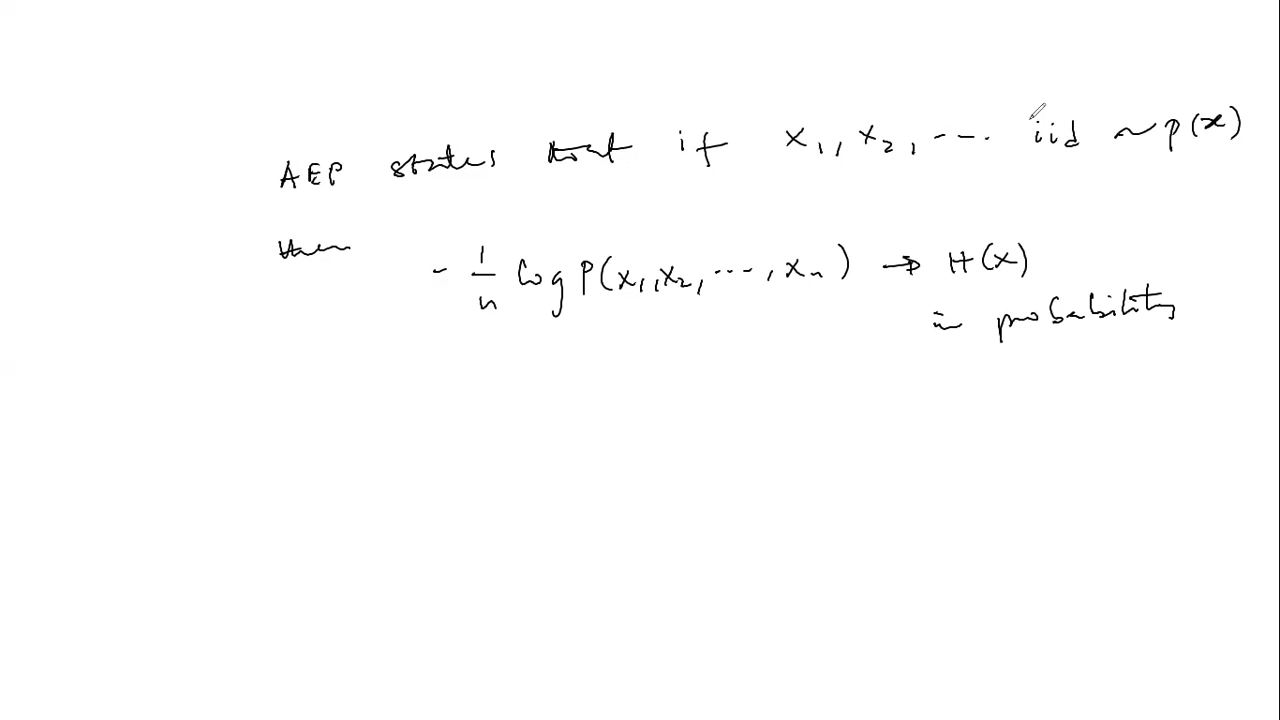 AEP states that if X1, X2, --- iid ~ p(x)
then - 1/n log P(X1, X2, ..., Xn) → H(X)
in probability